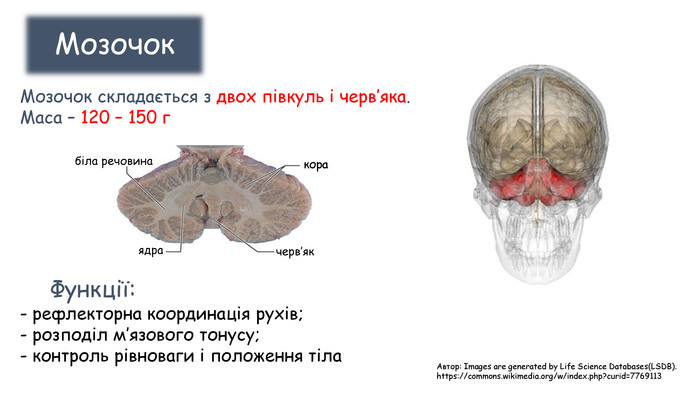 Мозочок
Мозочок складається з двох півкуль і черв’яка.
Маса – 120 – 150 г
біла речовина
кора
ядра
черв’як
Функції:
- рефлекторна координація рухів;
- розподіл м’язового тонусу;
- контроль рівноваги і положення тіла
Автор: Images are generated by Life Science Databases(LSDB).
https://commons.wikimedia.org/w/index.php?curid=7769113